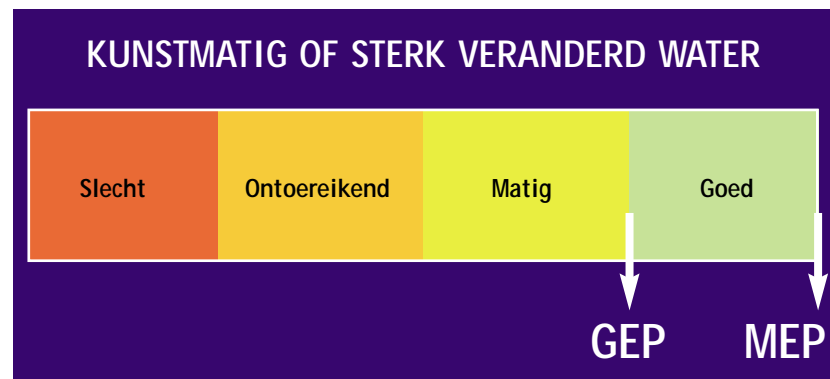 KUNSTMATIG OF STERK VERANDERD WATER
Slecht Ontoereikend Matig Goed
GEP MEP